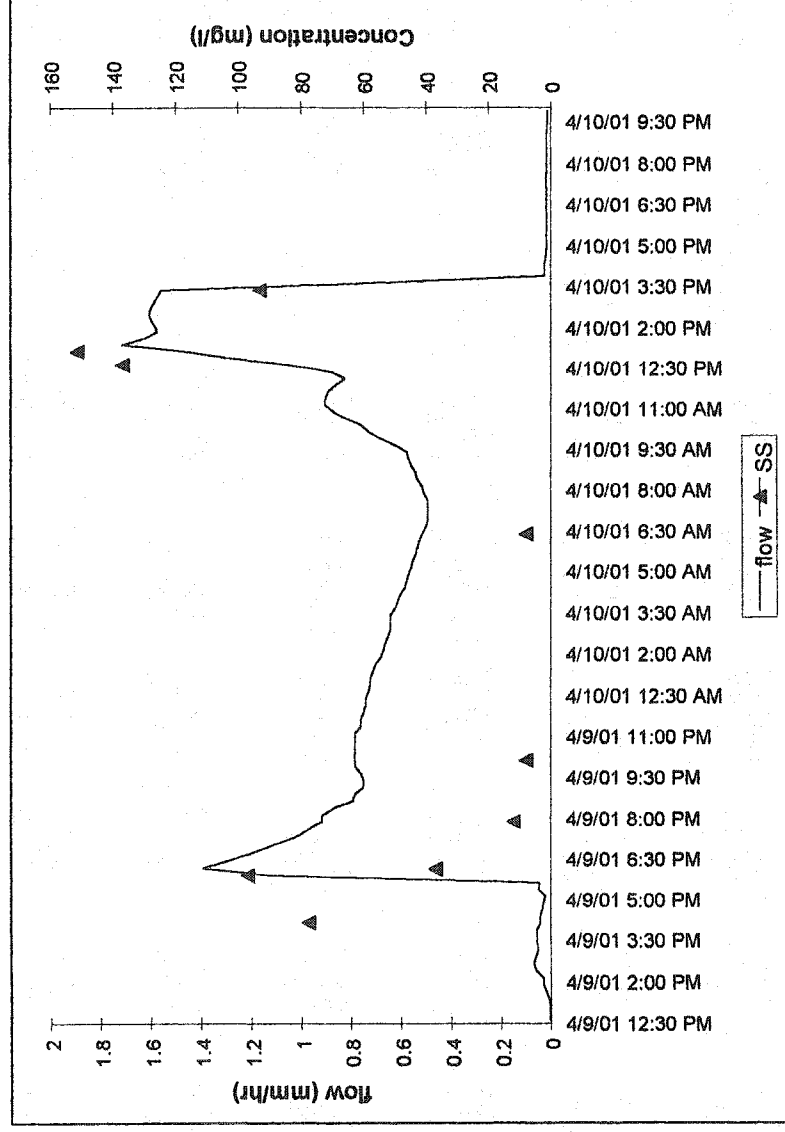 Concentration (mg/l)
160
140
120
100
80
60
40
20
0
2
1.8
1.6
1.4
1.2
1
0.8
0.6
0.4
0.2
0
flow (mm/hr)
4/9/01 12:30 PM
4/9/01 2:00 PM
4/9/01 3:30 PM
4/9/01 5:00 PM
4/9/01 6:30 PM
4/9/01 8:00 PM
4/9/01 9:30 PM
4/9/01 11:00 PM
4/10/01 12:30 AM
4/10/01 2:00 AM
4/10/01 3:30 AM
4/10/01 5:00 AM
4/10/01 6:30 AM
4/10/01 8:00 AM
4/10/01 9:30 AM
4/10/01 11:00 AM
4/10/01 12:30 PM
4/10/01 2:00 PM
4/10/01 3:30 PM
4/10/01 5:00 PM
4/10/01 6:30 PM
4/10/01 8:00 PM
4/10/01 9:30 PM
flow SS